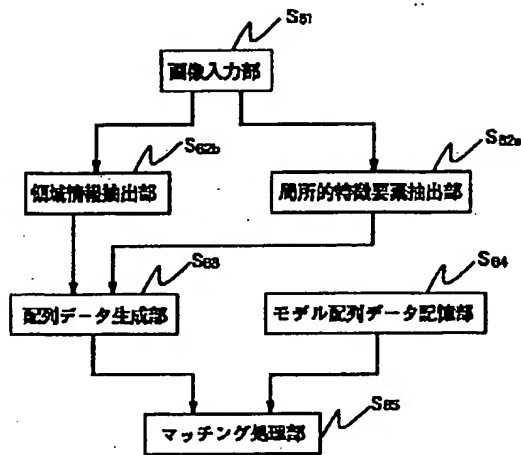 S61
画像入力部
S62b
S62a
領域情報抽出部
局所的特徴要素抽出部
S63
S64
配列データ生成部
モデル配列データ記憶部
S65
マッチング処理部